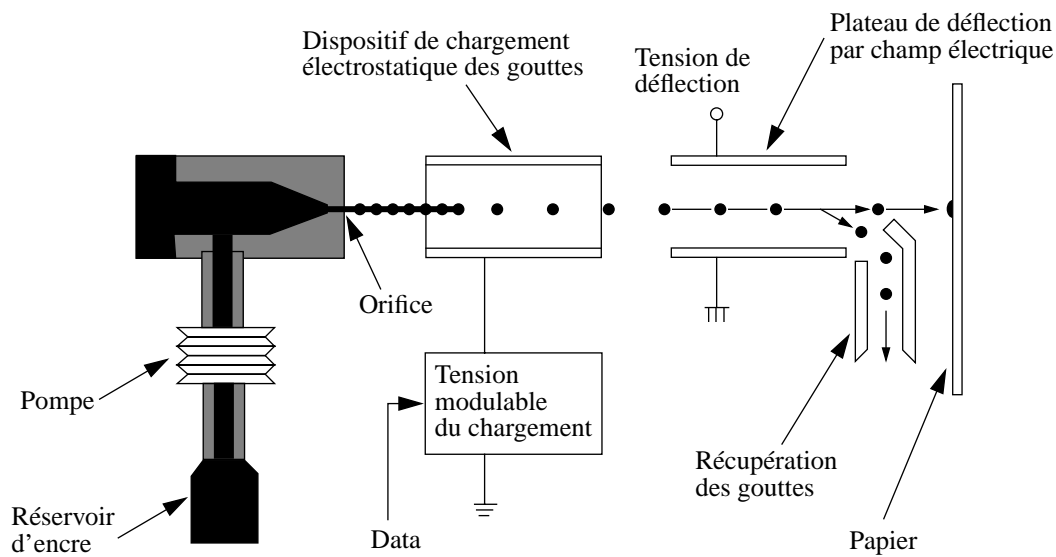 Dispositif de chargement
électrostatique des gouttes
Tension de
déflection
Plateau de déflection
par champ électrique
Orifice
Pompe
Tension
modulable
du chargement
Récupération
des gouttes
Réservoir
d’encre
Data
Papier